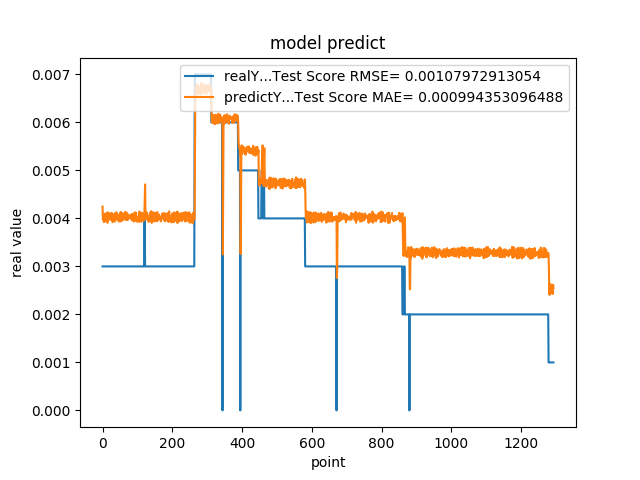 model predict
realY...Test Score RMSE= 0.00107972913054
predictY...Test Score MAE= 0.000994353096488
real value
0.007
0.006
0.005
0.004
0.003
0.002
0.001
0.000
0 200 400 600 800 1000 1200
point